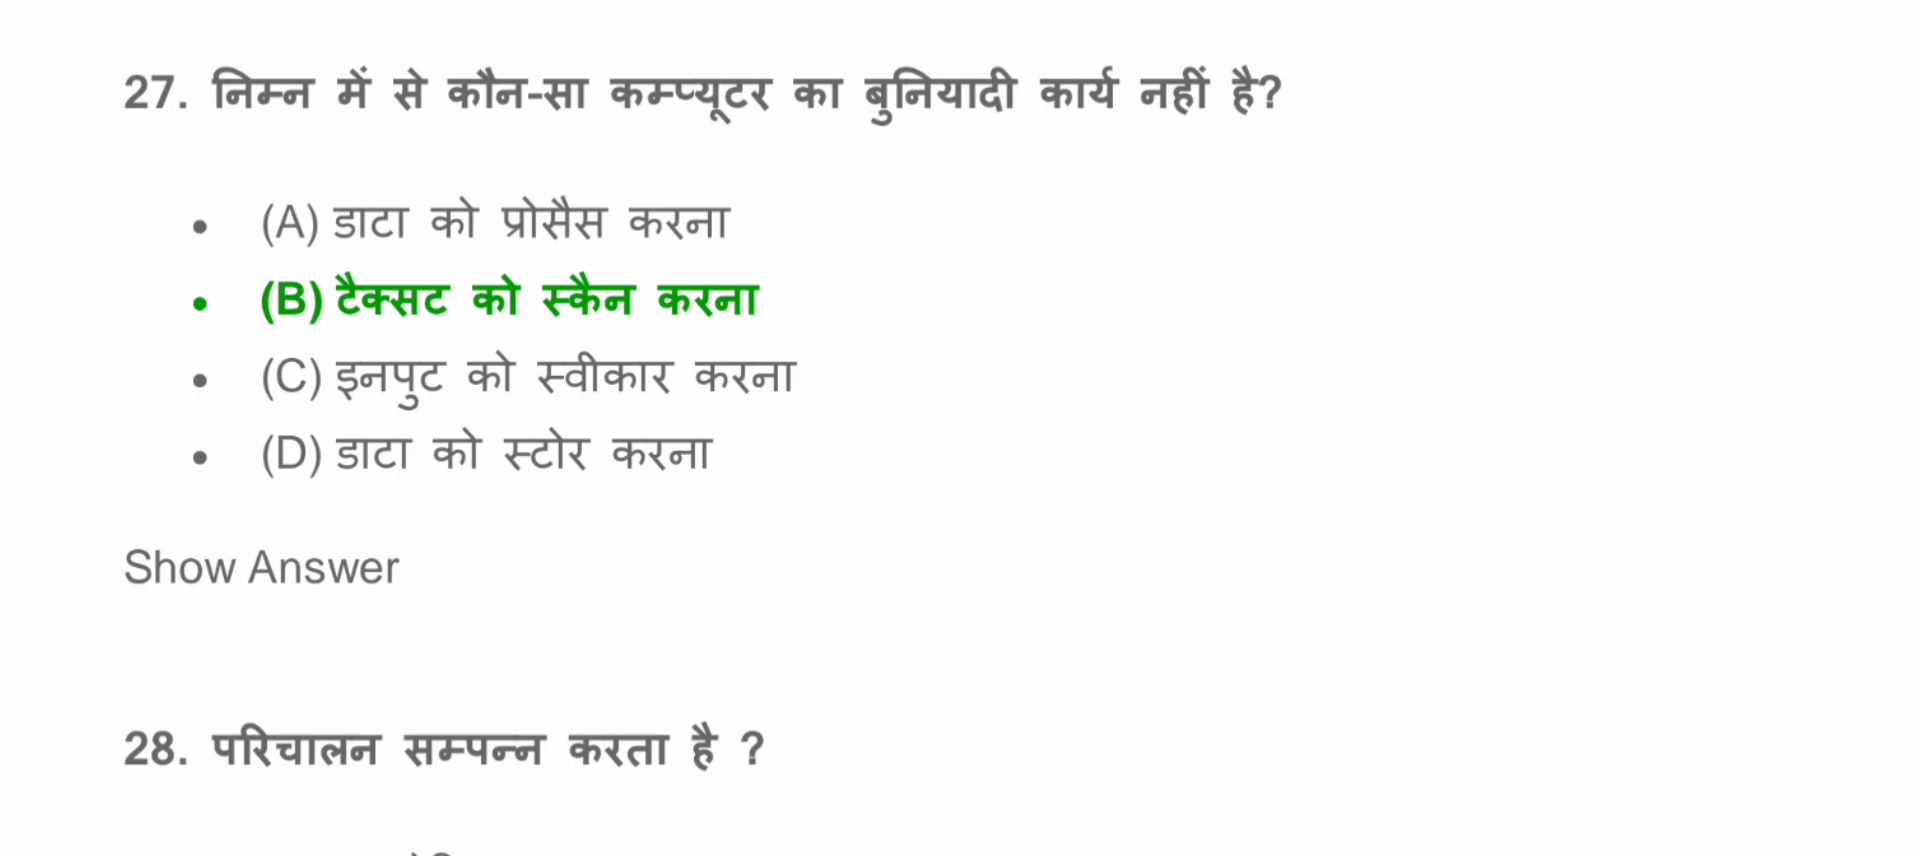 27. निम्न में से कौन-सा कम्प्यूटर का बुनियादी कार्य नहीं है?
• (A) डाटा को प्रोसैस करना
• (B) टैक्सट को स्कैन करना
• (C) इनपुट को स्वीकार करना
• (D) डाटा को स्टोर करना
Show Answer
28. परिचालन सम्पन्न करता है ?